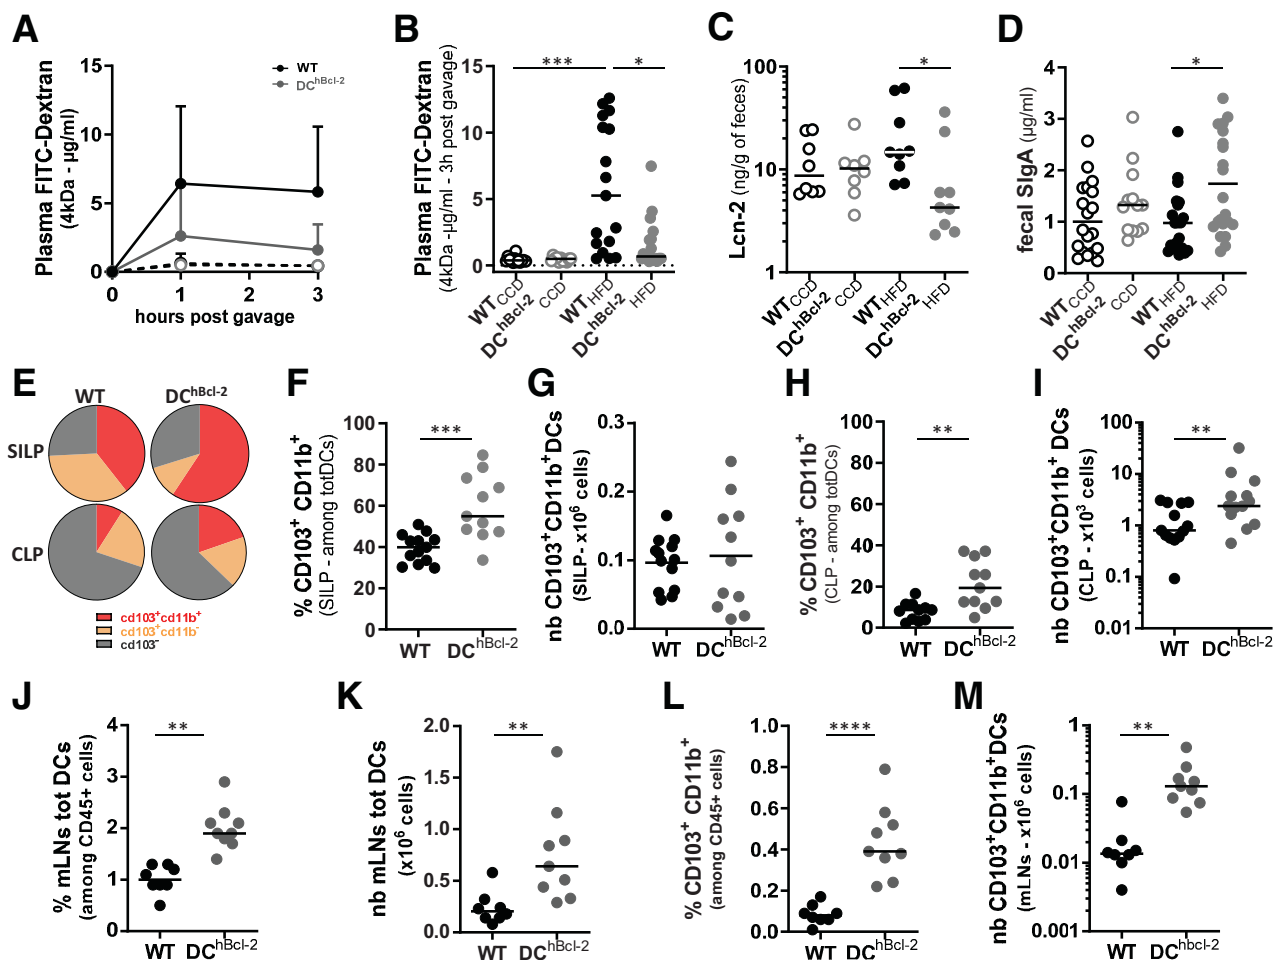 A
Plasma FITC-Dextran
(4kDa - µg/ml)
15
10
5
0
0
1
2
3
hours post gavage
WT
DChBcl-2
B
Plasma FITC-Dextran
(4kDa -µg/ml - 3h post gavage)
15
10
5
0
***
*
WT CCD
DChBcl-2 CCD
WT HFD
DChBcl-2 HFD
C
Lcn-2 (ng/g of feces)
100
10
1
*
WT CCD
DChBcl-2 CCD
WT HFD
DChBcl-2 HFD
D
fecal SIgA (µg/ml)
4
3
2
1
0
*
WT CCD
DChBcl-2 CCD
WT HFD
DChBcl-2 HFD
E
WT
DChBcl-2
SILP
CLP
cd103+cd11b+
cd103+cd11b-
cd103-
F
% CD103+ CD11b+
(SILP - among totDCs)
100
80
60
40
20
0
***
WT
DChBcl-2
G
nb CD103+CD11b+DCs
(SILP- x10⁶ cells)
0.3
0.2
0.1
0.0
WT
DChBcl-2
H
% CD103+ CD11b+
(CLP - among totDCs)
100
80
60
40
20
0
**
WT
DChBcl-2
I
nb CD103+CD11b+ DCs
(CLP - x10³ cells)
100
10
1
0.1
0.01
**
WT
DChBcl-2
J
% mLNs tot DCs
(among CD45+ cells)
4
3
2
1
0
**
WT
DChBcl-2
K
nb mLNs tot DCs
(x10⁶ cells)
2.0
1.5
1.0
0.5
0.0
**
WT
DChBcl-2
L
% CD103+ CD11b+
(among CD45+ cells)
1.0
0.8
0.6
0.4
0.2
0.0
****
WT
DChBcl-2
M
nb CD103+CD11b+DCs
(mLNs - x10⁶ cells)
1
0.1
0.01
0.001
**
WT
DChbcl-2